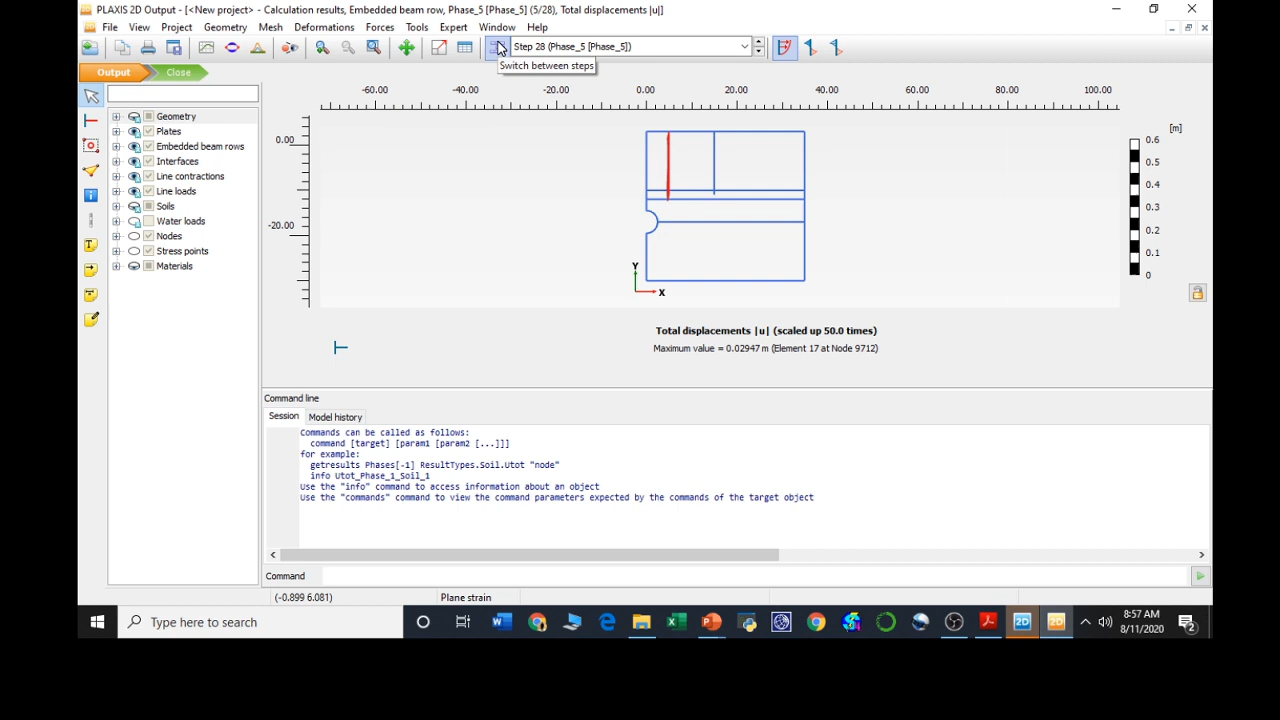 PLAXIS 2D Output - [<New project> - Calculation results, Embedded beam row, Phase_5 [Phase_5] (5/28), Total displacements |u|]
File View Project Geometry Mesh Deformations Forces Tools Expert Window Help
Step 28 (Phase_5 [Phase_5])
Switch between steps
Output Close
-60.00 -40.00 -20.00 0.00 20.00 40.00 60.00 80.00 100.00
Geometry
Plates
Embedded beam rows
Interfaces
Line contractions
Line loads
Soils
Water loads
Nodes
Stress points
Materials
0.00
-20.00
[m]
0.6
0.5
0.4
0.3
0.2
0.1
0
Y
X
Total displacements |u| (scaled up 50.0 times)
Maximum value = 0.02947 m (Element 17 at Node 9712)
Command line
Session Model history
Commands can be called as follows:
command [target] [param1 [param2 [...]]]
for example:
getresults Phases[-1] ResultTypes.Soil.Utot "node"
info Utot_Phase_1_Soil_1
Use the "info" command to access information about an object
Use the "commands" command to view the command parameters expected by the commands of the target object
Command
(-0.899 6.081) Plane strain
Type here to search
2D 2D
8:57 AM
8/11/2020
2